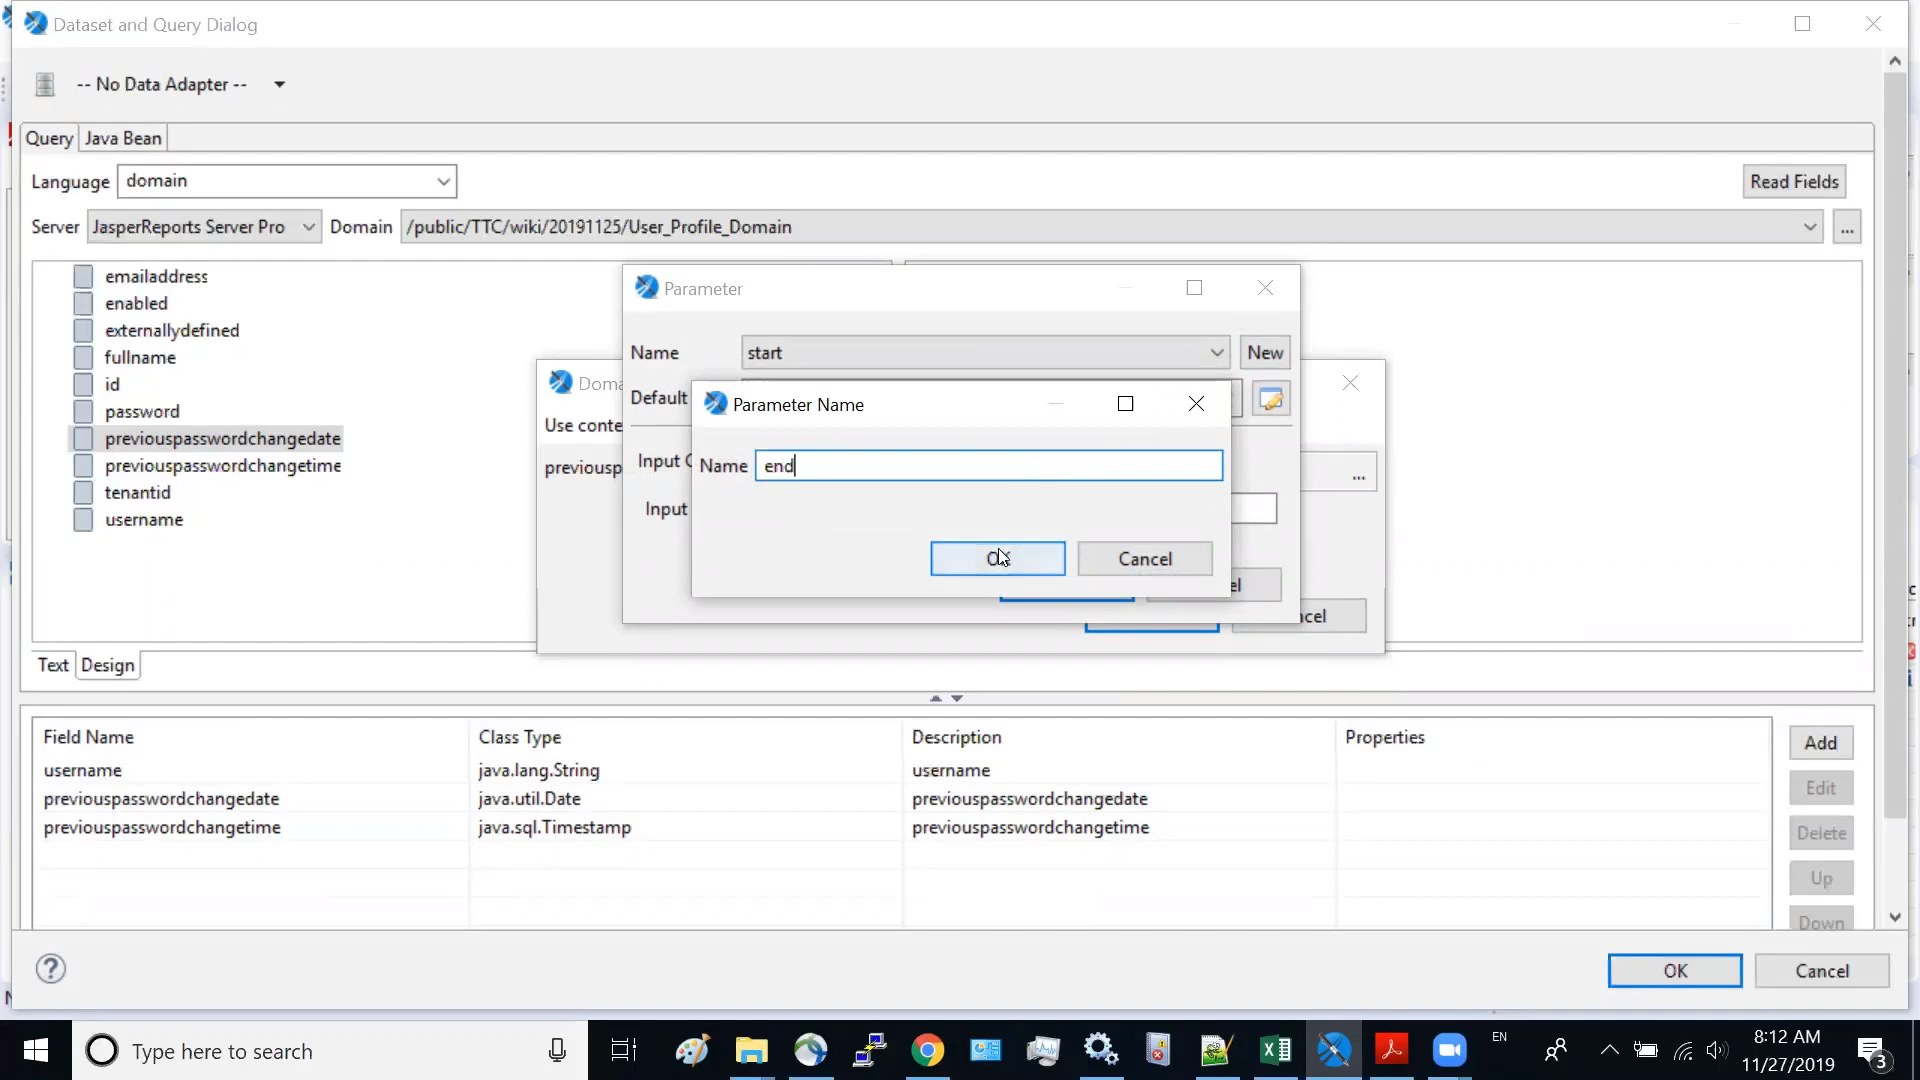 Dataset and Query Dialog
-- No Data Adapter --
Query
Java Bean
Language
domain
Read Fields
Server
JasperReports Server Pro
Domain
/public/TTC/wiki/20191125/User_Profile_Domain
...
emailaddress
enabled
externallydefined
fullname
id
password
previouspasswordchangedate
previouspasswordchangetime
tenantid
username
Parameter
Name
start
New
Default
Doma
Use conte
previousp
...
Input C
Input
Parameter Name
Name
end
OK
Cancel
el
cel
Text
Design
Field Name
Class Type
Description
Properties
username
java.lang.String
username
previouspasswordchangedate
java.util.Date
previouspasswordchangedate
previouspasswordchangetime
java.sql.Timestamp
previouspasswordchangetime
Add
Edit
Delete
Up
Down
?
OK
Cancel
Type here to search
EN
8:12 AM
11/27/2019
3